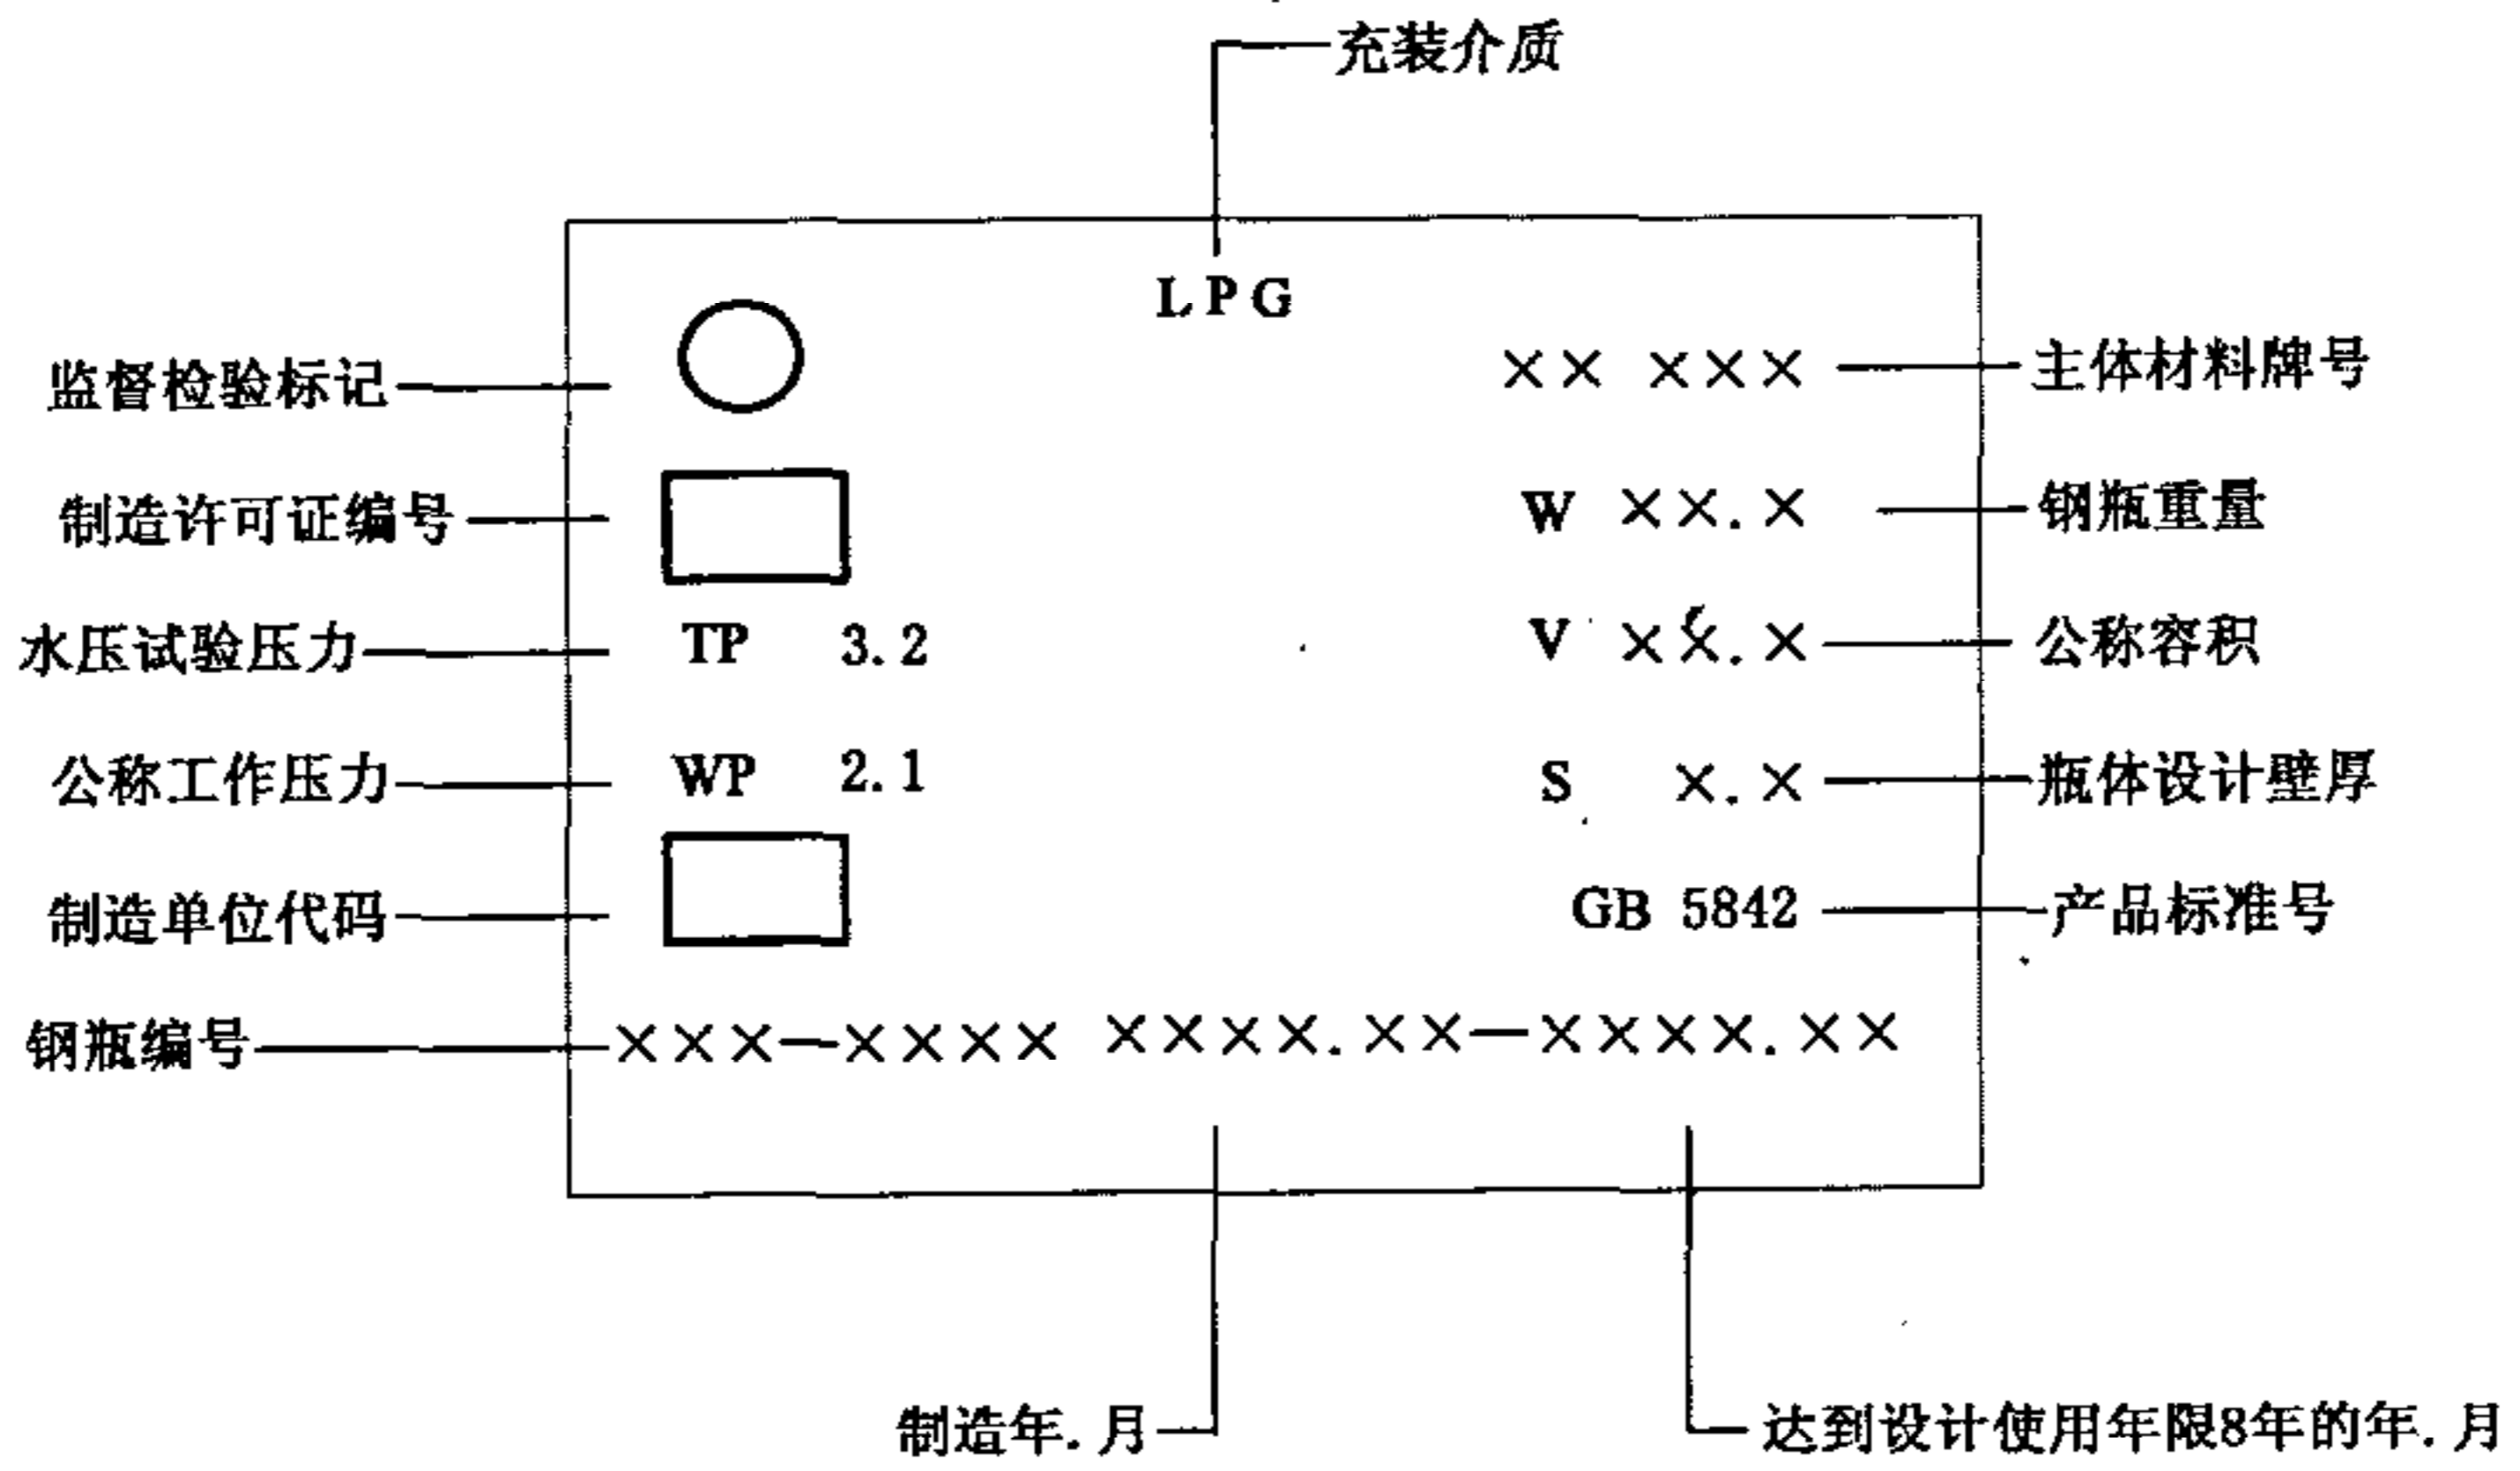 充装介质
LPG
监督检验标记
×× ×××
主体材料牌号
制造许可证编号
W ××.×
钢瓶重量
水压试验压力
TP 3.2
V ××.×
公称容积
公称工作压力
WP 2.1
S ×.×
瓶体设计壁厚
制造单位代码
GB 5842
产品标准号
钢瓶编号
×××—×××× ××××.××—××××.××
制造年.月
达到设计使用年限8年的年.月